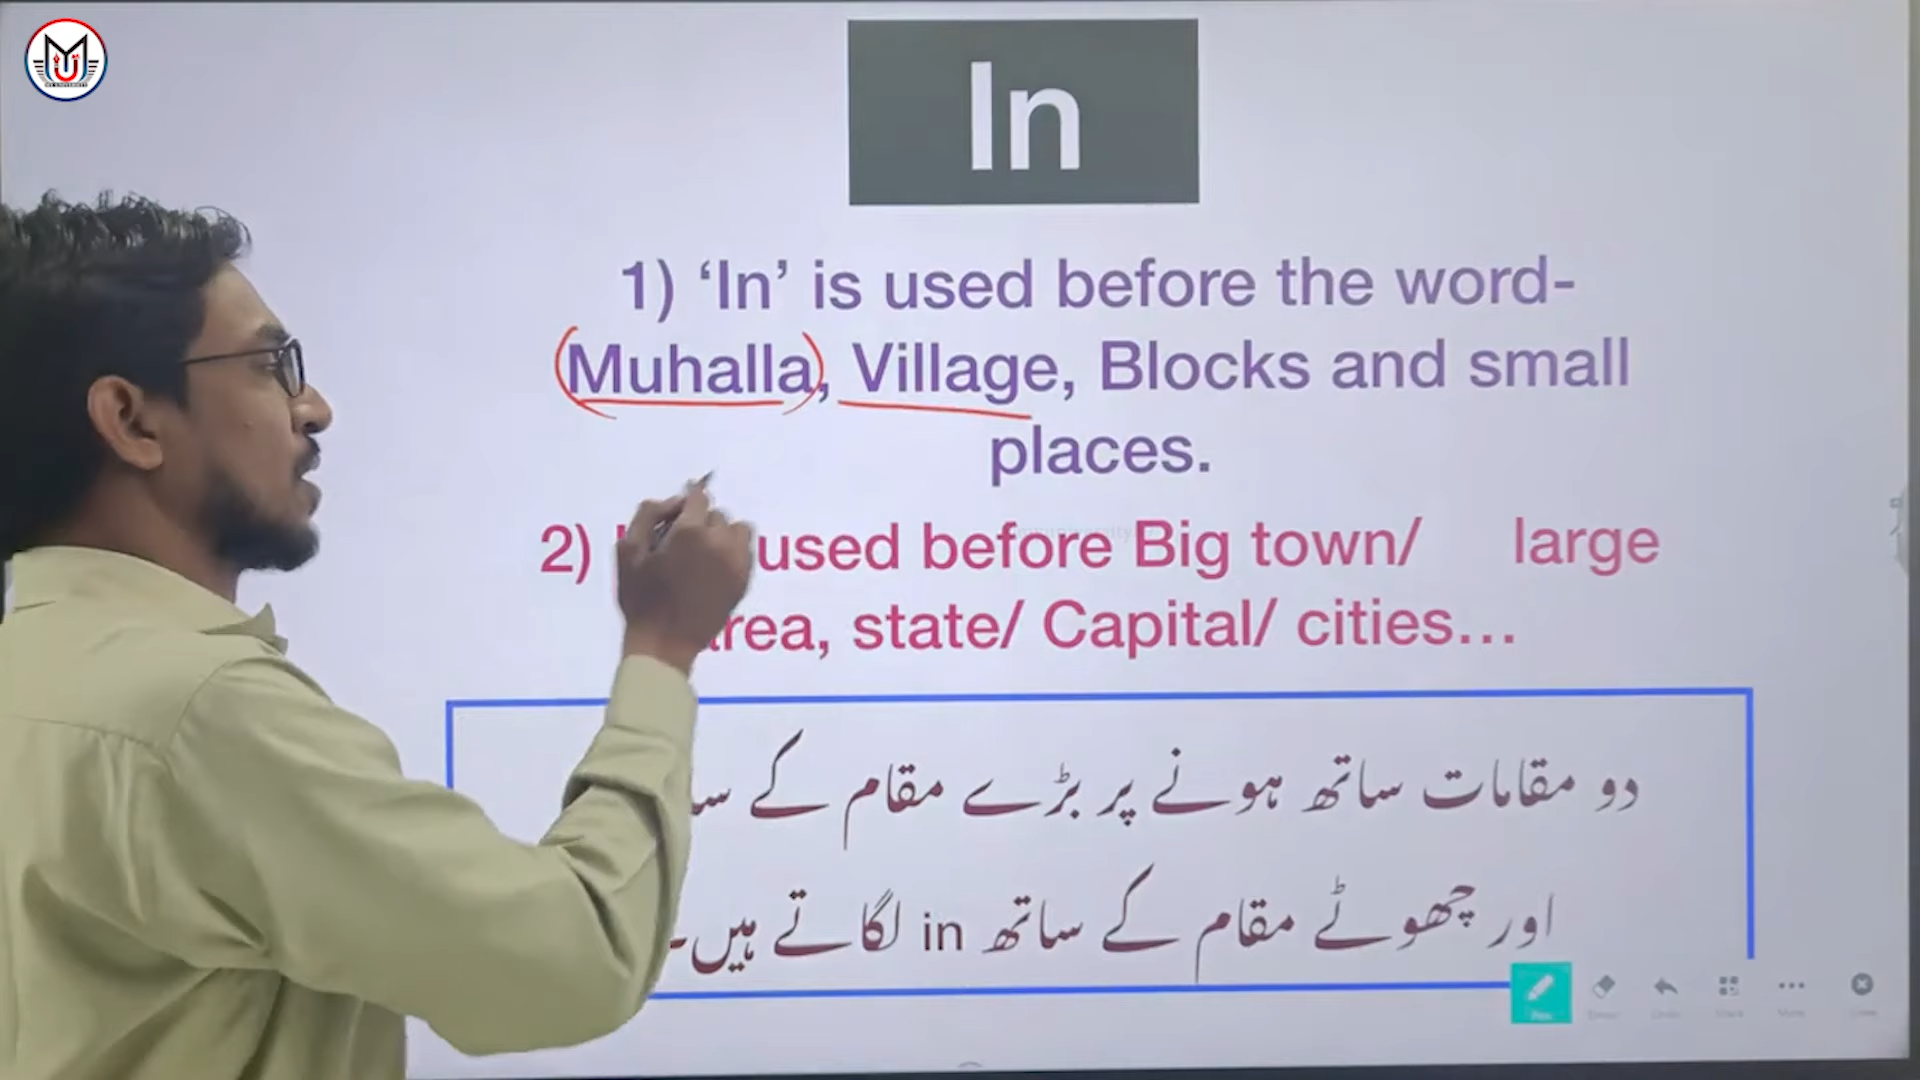 In
1) ‘In’ is used before the word-
Muhalla, Village, Blocks and small
places.
2) used before Big town/ large
area, state/ Capital/ cities...
دو مقامات ساتھ ہونے پر بڑے مقام کے
اور چھوٹے مقام کے ساتھ in لگاتے ہیں۔